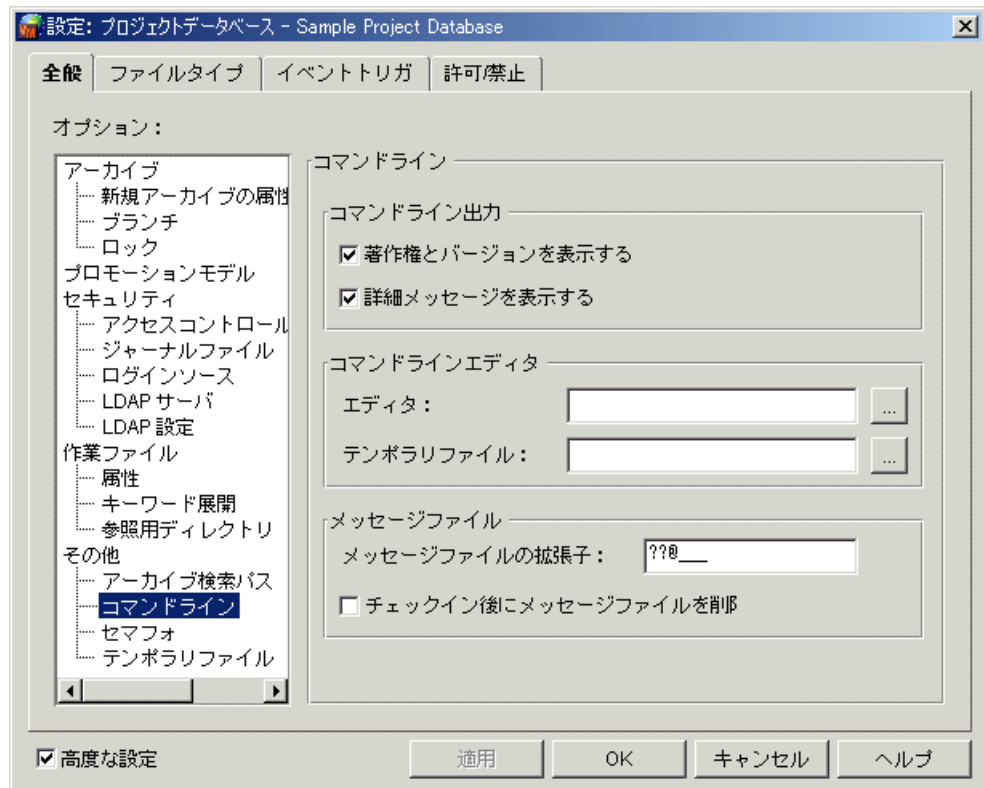 設定: プロジェクトデータベース – Sample Project Database
全般 ファイルタイプ イベントトリガ 許可/禁止
オプション：
アーカイブ
新規アーカイブの属性
ブランチ
ロック
プロモーションモデル
セキュリティ
アクセスコントロール
ジャーナルファイル
ログインソース
LDAP サーバ
LDAP 設定
作業ファイル
属性
キーワード展開
参照用ディレクトリ
その他
アーカイブ検索パス
コマンドライン
セマフォ
テンポラリファイル
コマンドライン
コマンドライン出力
著作権とバージョンを表示する
詳細メッセージを表示する
コマンドラインエディタ
エディタ： ...
テンポラリファイル： ...
メッセージファイル
メッセージファイルの拡張子： ??@___
チェックイン後にメッセージファイルを削除
高度な設定 適用 OK キャンセル ヘルプ